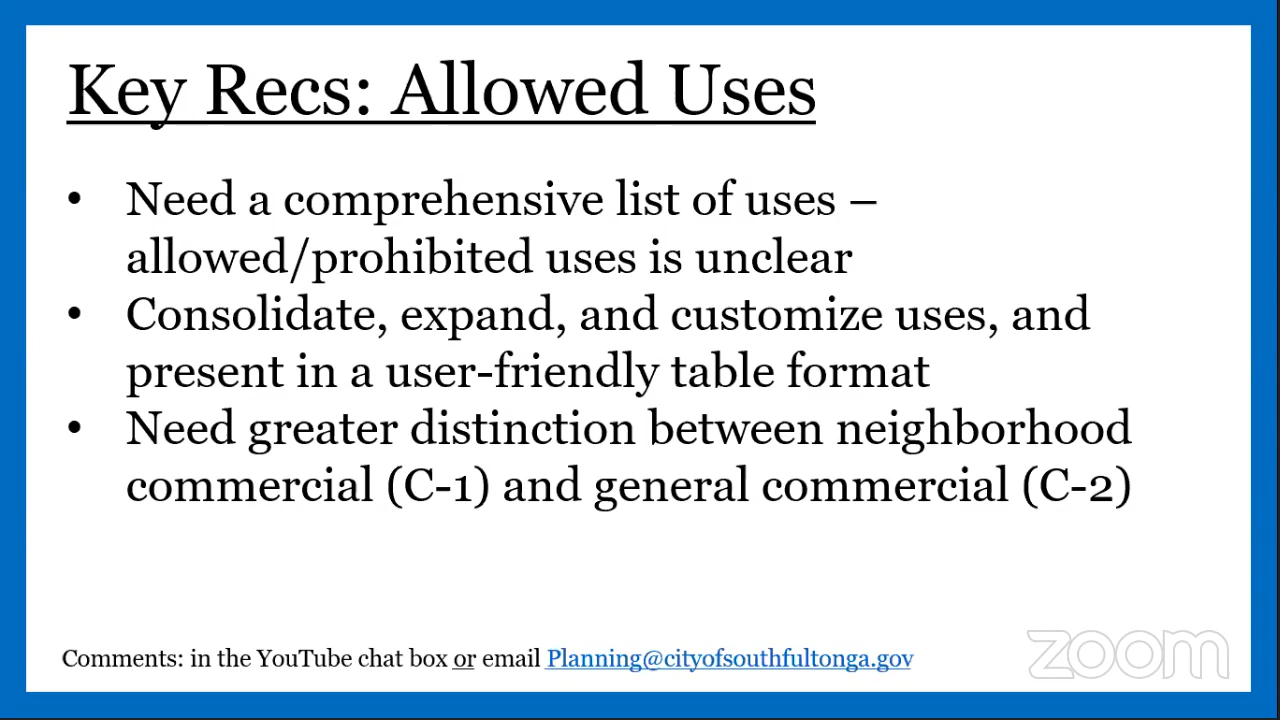 Key Recs: Allowed Uses
• Need a comprehensive list of uses –
allowed/prohibited uses is unclear
• Consolidate, expand, and customize uses, and
present in a user-friendly table format
• Need greater distinction between neighborhood
commercial (C-1) and general commercial (C-2)
Comments: in the YouTube chat box or email Planning@cityofsouthfultonga.gov
zoom